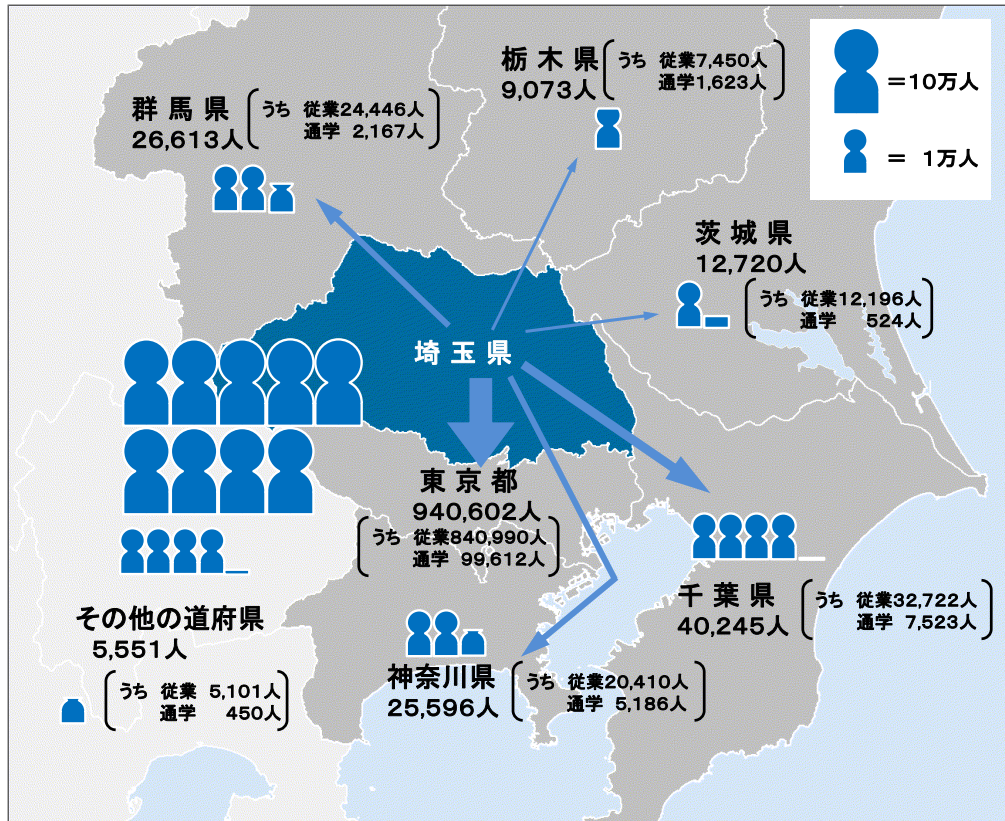 栃木県
9,073人
うち 従業7,450人
通学1,623人
=10万人
= 1万人
群馬県
26,613人
うち 従業24,446人
通学 2,167人
茨城県
12,720人
うち 従業12,196人
通学 524人
埼玉県
東京都
940,602人
うち 従業840,990人
通学 99,612人
千葉県
40,245人
うち 従業32,722人
通学 7,523人
その他の道府県
5,551人
うち 従業 5,101人
通学 450人
神奈川県
25,596人
うち 従業20,410人
通学 5,186人